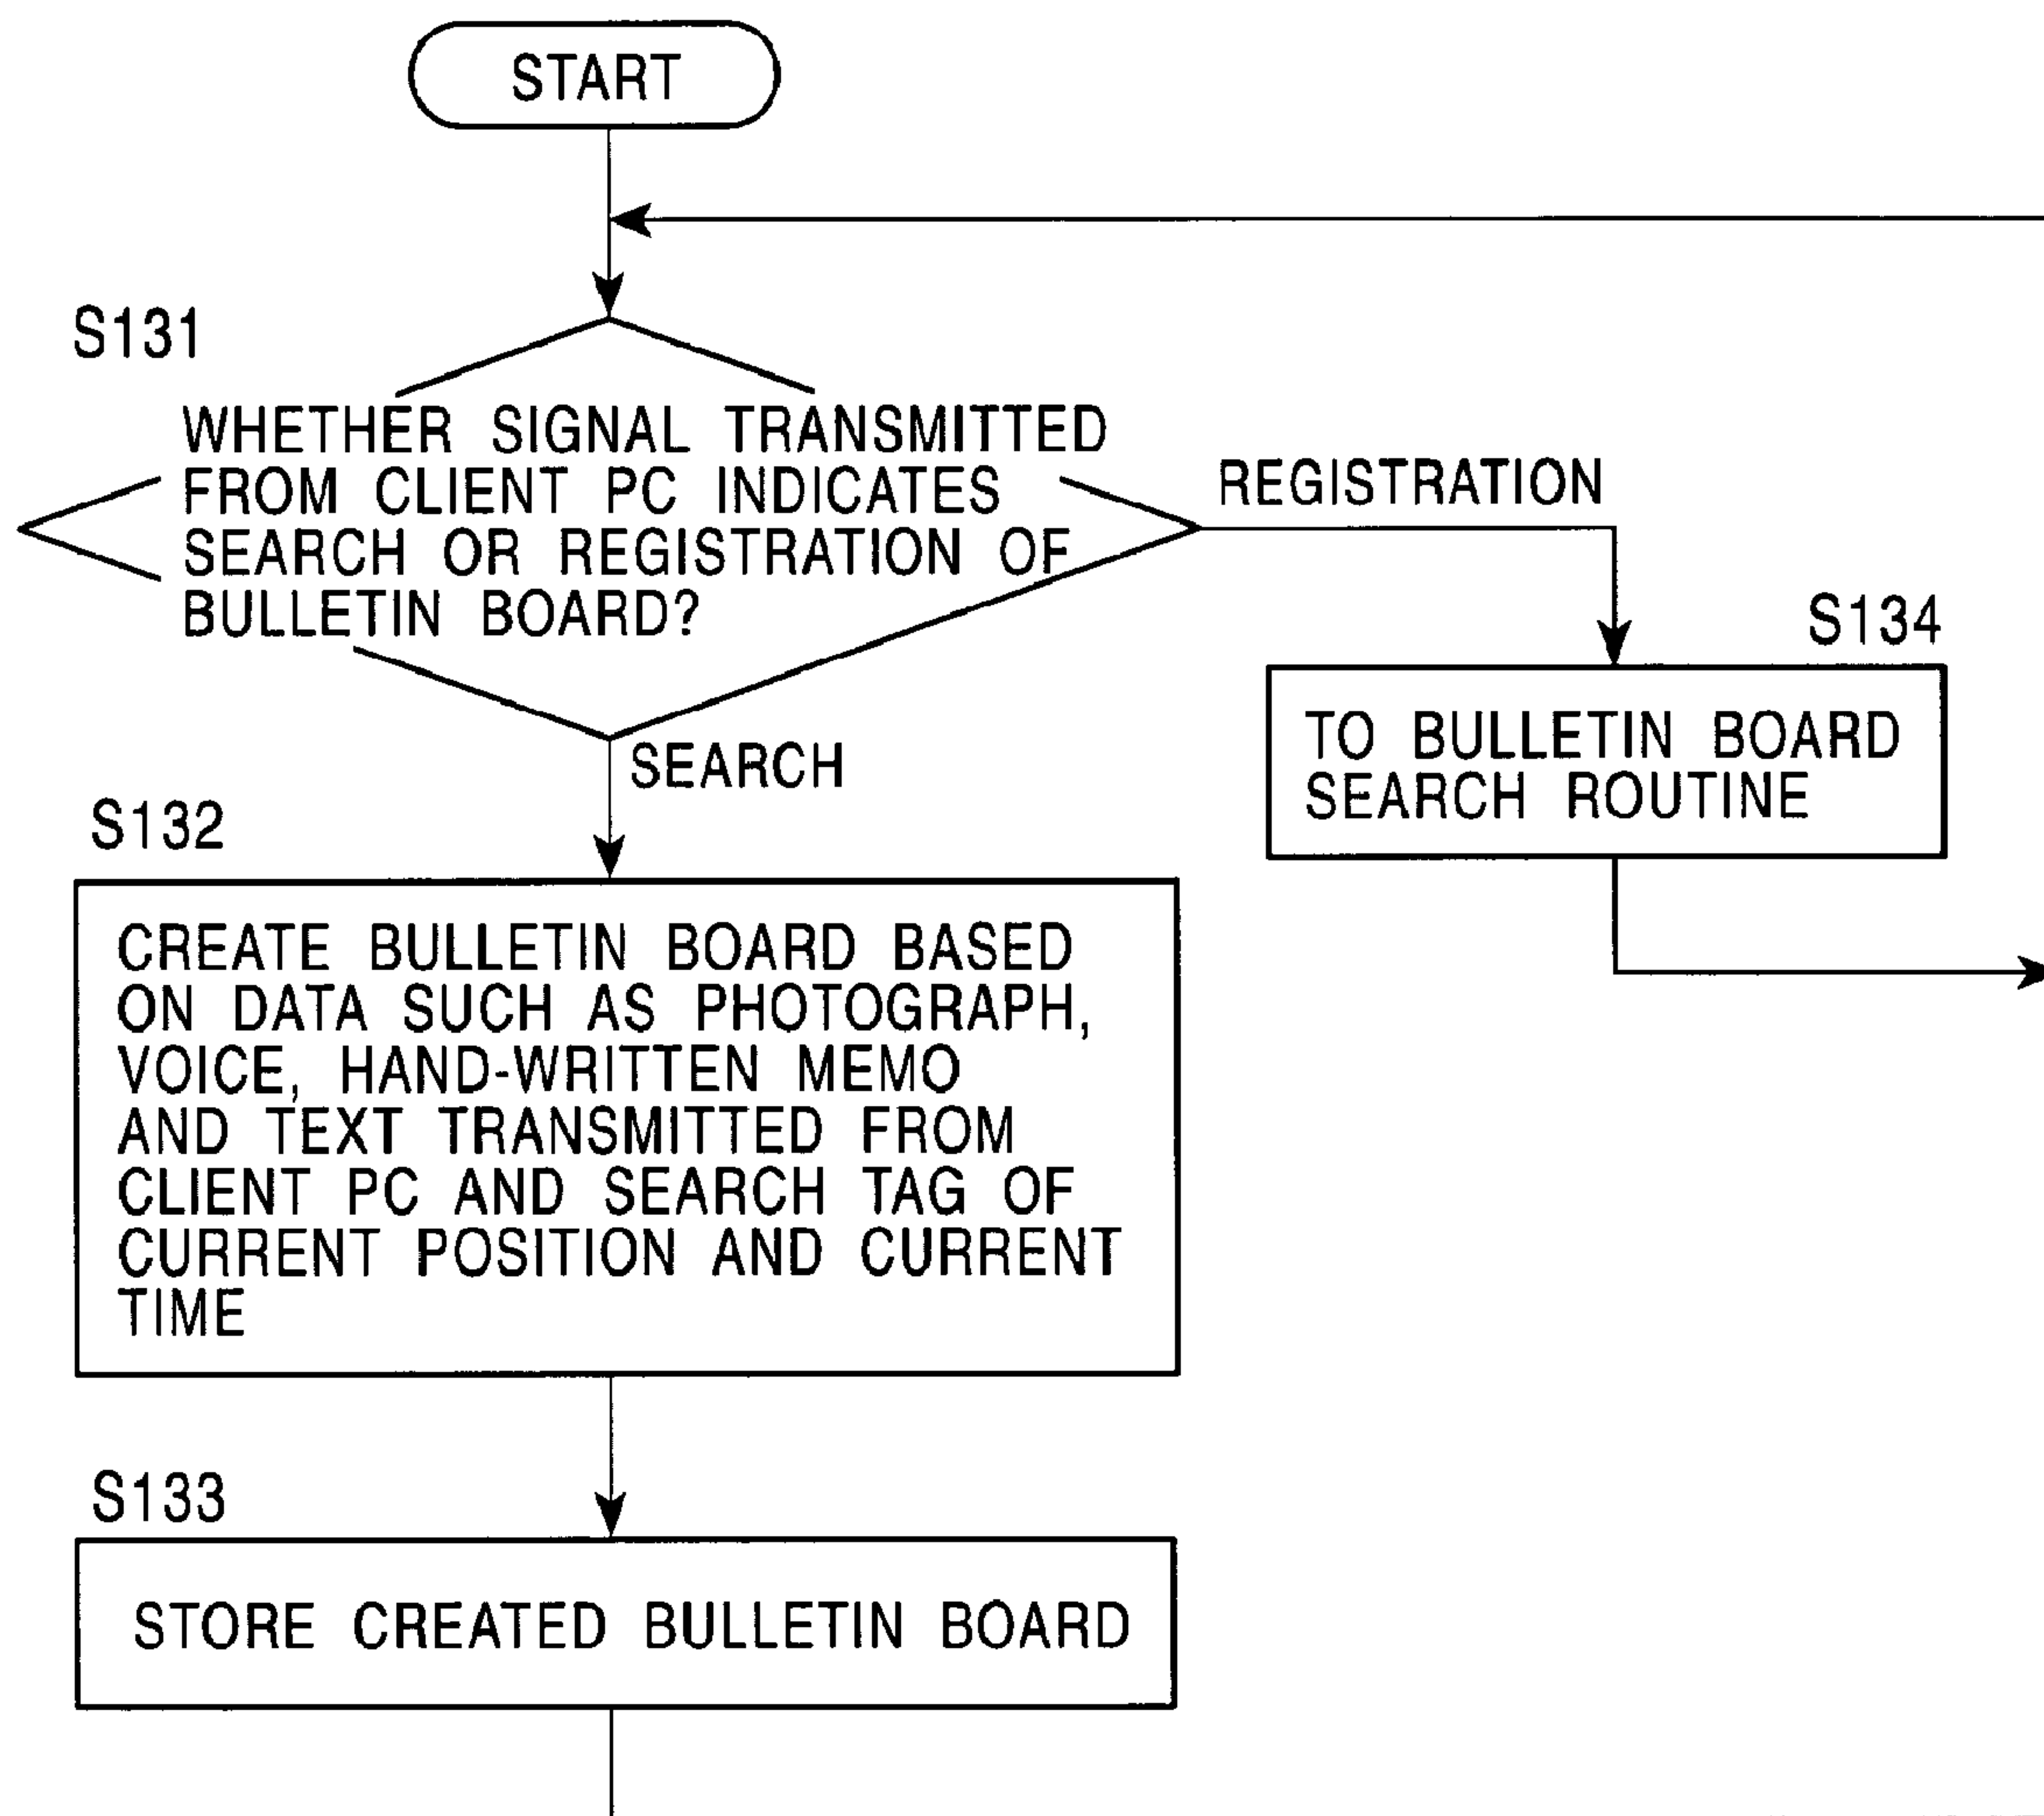 START
S131
WHETHER SIGNAL TRANSMITTED
FROM CLIENT PC INDICATES
SEARCH OR REGISTRATION OF
BULLETIN BOARD?
REGISTRATION
S134
TO BULLETIN BOARD
SEARCH ROUTINE
SEARCH
S132
CREATE BULLETIN BOARD BASED
ON DATA SUCH AS PHOTOGRAPH,
VOICE, HAND-WRITTEN MEMO
AND TEXT TRANSMITTED FROM
CLIENT PC AND SEARCH TAG OF
CURRENT POSITION AND CURRENT
TIME
S133
STORE CREATED BULLETIN BOARD